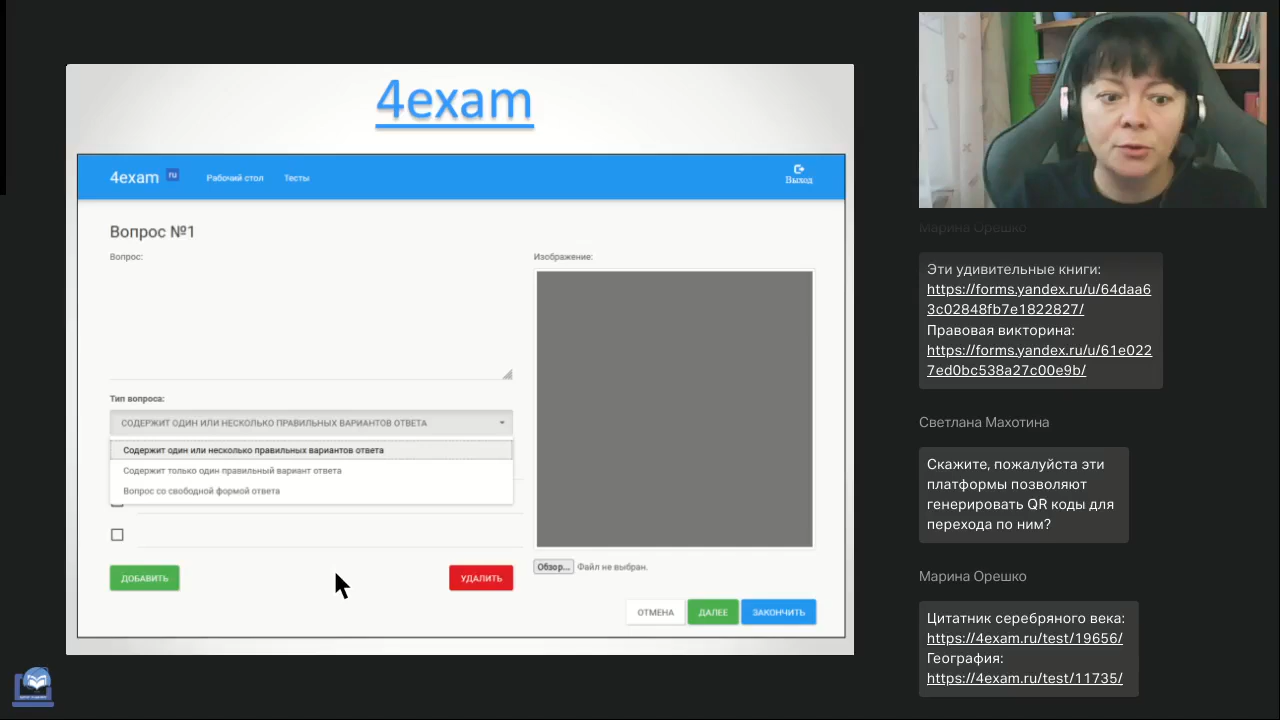 4exam
4exam ru
Рабочий стол
Тесты
Выход
Вопрос №1
Вопрос:
Изображение:
Тип вопроса:
СОДЕРЖИТ ОДИН ИЛИ НЕСКОЛЬКО ПРАВИЛЬНЫХ ВАРИАНТОВ ОТВЕТА
Содержит один или несколько правильных вариантов ответа
Содержит только один правильный вариант ответа
Вопрос со свободной формой ответа
ДОБАВИТЬ
УДАЛИТЬ
Обзор... Файл не выбран.
ОТМЕНА
ДАЛЕЕ
ЗАКОНЧИТЬ
Марина Орешко
Эти удивительные книги:
https://forms.yandex.ru/u/64daa6
3c02848fb7e1822827/
Правовая викторина:
https://forms.yandex.ru/u/61e022
7ed0bc538a27c00e9b/
Светлана Махотина
Скажите, пожалуйста эти
платформы позволяют
генерировать QR коды для
перехода по ним?
Марина Орешко
Цитатник серебряного века:
https://4exam.ru/test/19656/
География:
https://4exam.ru/test/11735/